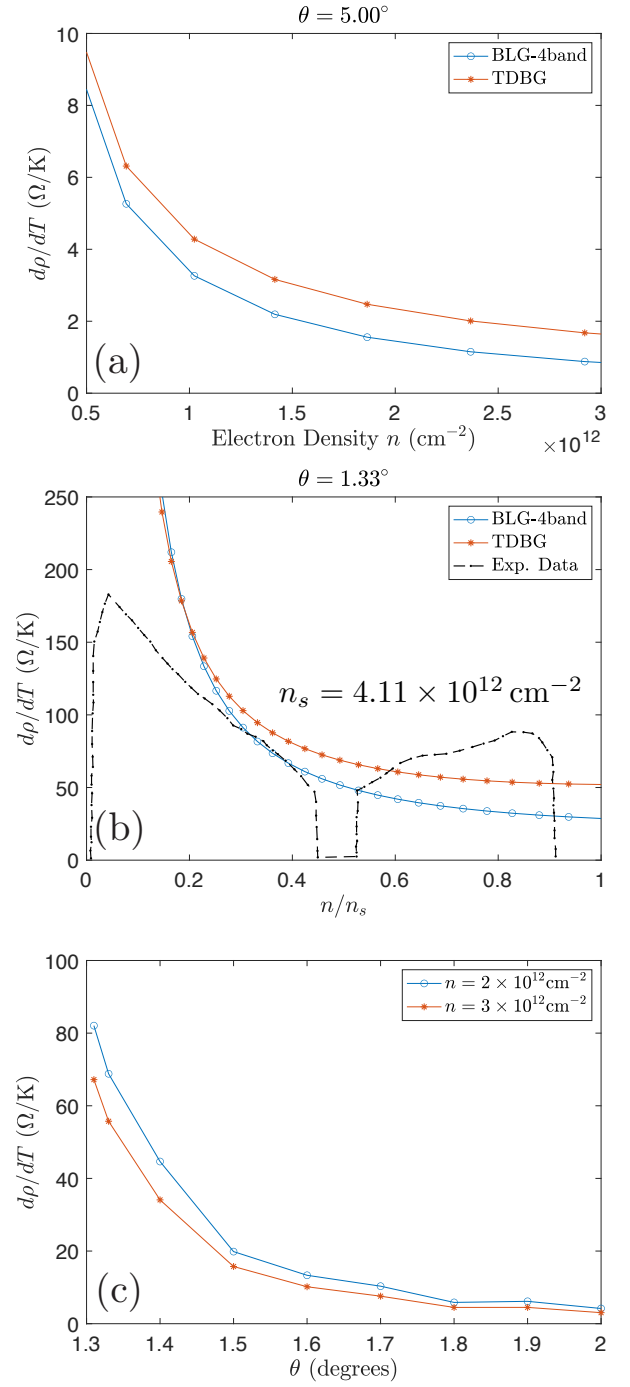 θ = 5.00°
10
8
6
4
2
0
dρ/dT (Ω/K)
BLG-4band
TDBG
(a)
0.5 1 1.5 2 2.5 3
Electron Density n (cm⁻²)
×10¹²
θ = 1.33°
250
200
150
100
50
0
dρ/dT (Ω/K)
BLG-4band
TDBG
Exp. Data
nₛ = 4.11 × 10¹² cm⁻²
(b)
0 0.2 0.4 0.6 0.8 1
n/nₛ
100
80
60
40
20
0
dρ/dT (Ω/K)
n = 2 × 10¹²cm⁻²
n = 3 × 10¹²cm⁻²
(c)
1.3 1.4 1.5 1.6 1.7 1.8 1.9 2
θ (degrees)